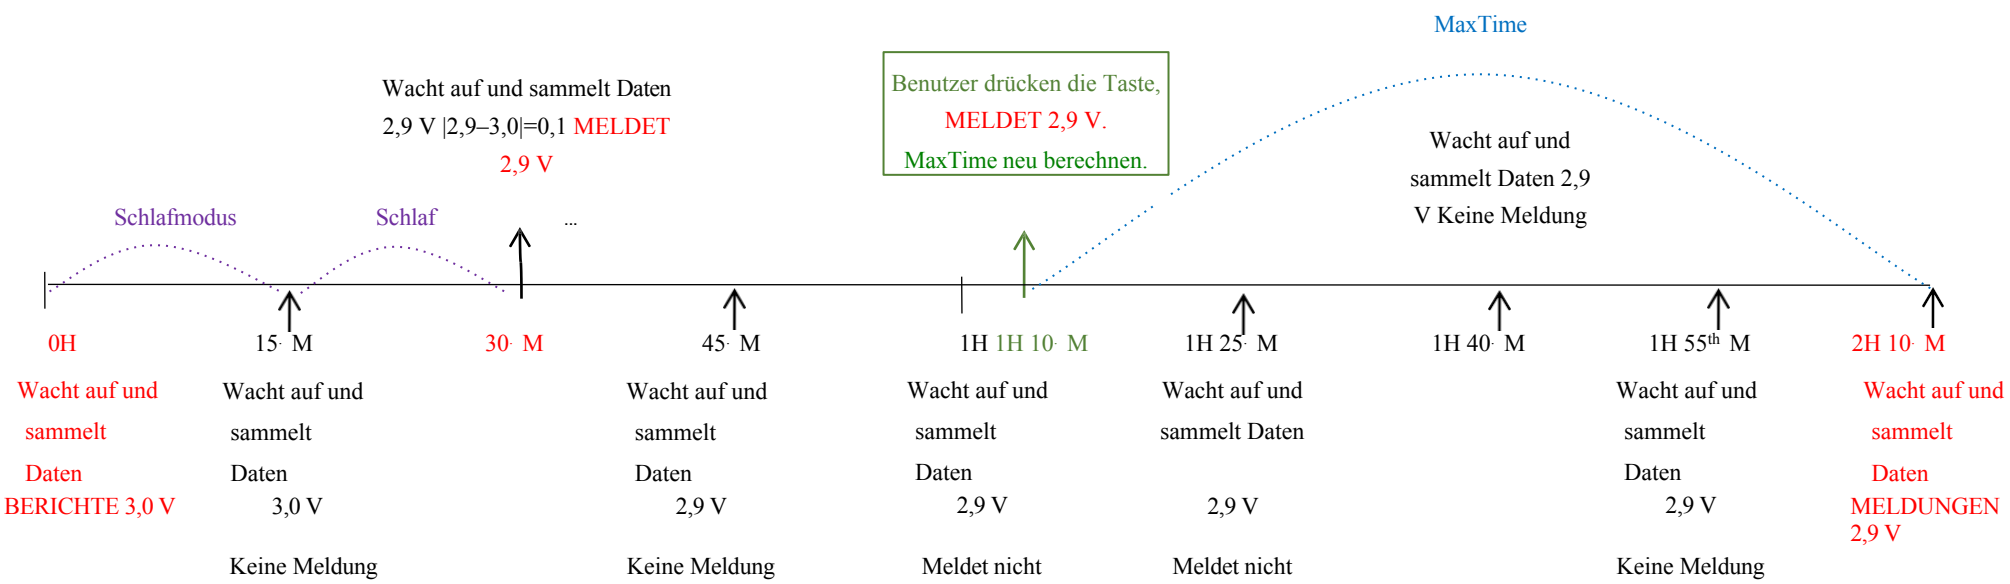 MaxTime
Wacht auf und sammelt Daten
2,9 V |2,9–3,0|=0,1 MELDET
2,9 V
Benutzer drücken die Taste,
MELDET 2,9 V.
MaxTime neu berechnen.
Wacht auf und
sammelt Daten 2,9
V Keine Meldung
Schlafmodus
Schlaf
...
0H
15. M
30. M
45. M
1H 1H 10. M
1H 25. M
1H 40. M
1H 55th M
2H 10. M
Wacht auf und
sammelt
Daten
BERICHTE 3,0 V
Wacht auf und
sammelt
Daten
3,0 V
Keine Meldung
Wacht auf und
sammelt
Daten
2,9 V
Keine Meldung
Wacht auf und
sammelt
Daten
2,9 V
Meldet nicht
Wacht auf und
sammelt Daten
2,9 V
Meldet nicht
Wacht auf und
sammelt
Daten
2,9 V
Keine Meldung
Wacht auf und
sammelt
Daten
MELDUNGEN
2,9 V